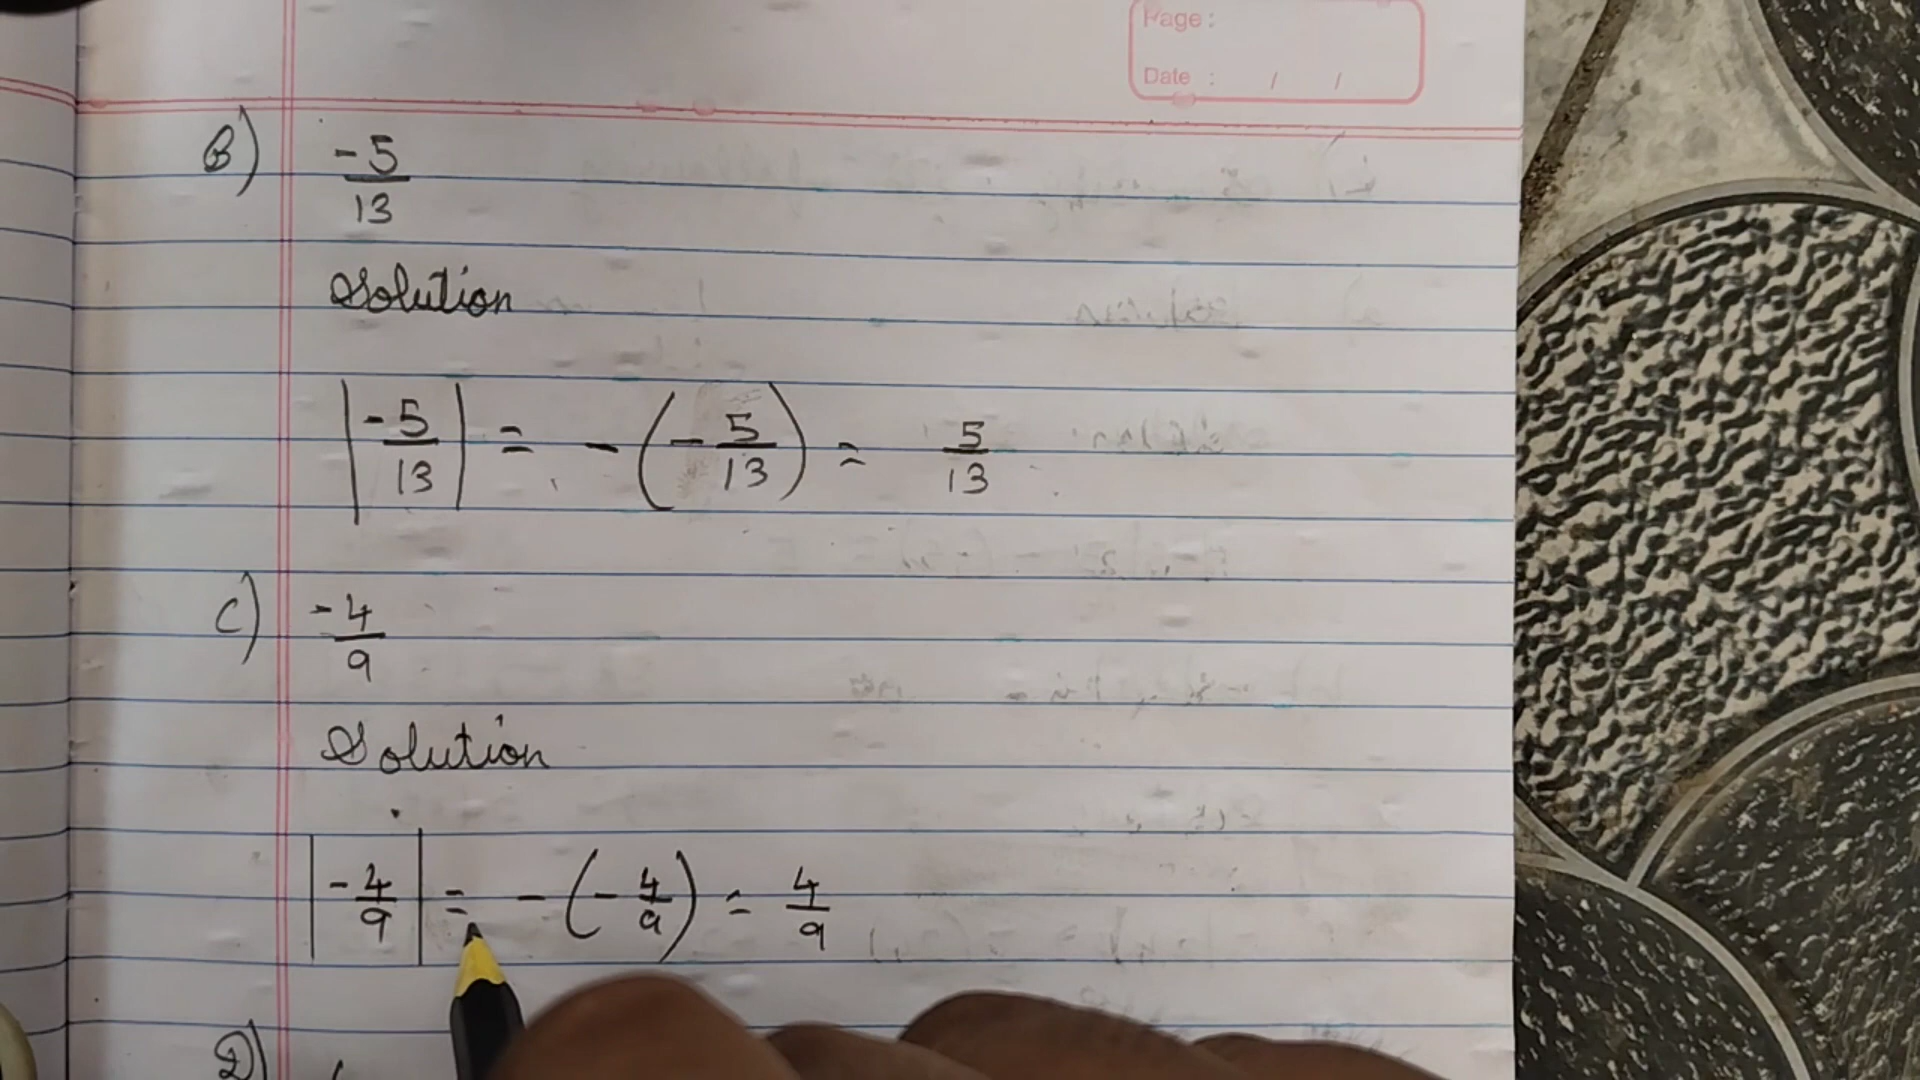 Page :
Date : / /
B) -5/13
Solution
|-5/13| = -(-5/13) = 5/13
C) -4/9
Solution
|-4/9| = -(-4/9) = 4/9
D)